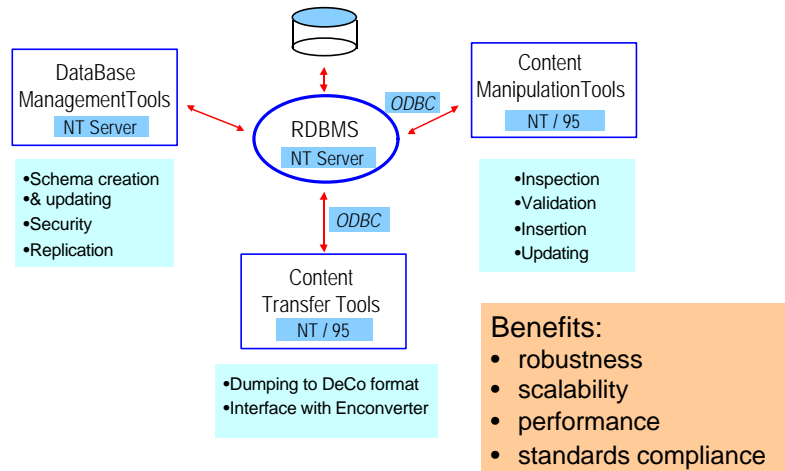 DataBase
ManagementTools
NT Server
•Schema creation
•& updating
•Security
•Replication
RDBMS
NT Server
ODBC
Content
ManipulationTools
NT / 95
•Inspection
•Validation
•Insertion
•Updating
ODBC
Content
Transfer Tools
NT / 95
•Dumping to DeCo format
•Interface with Enconverter
Benefits:
• robustness
• scalability
• performance
• standards compliance